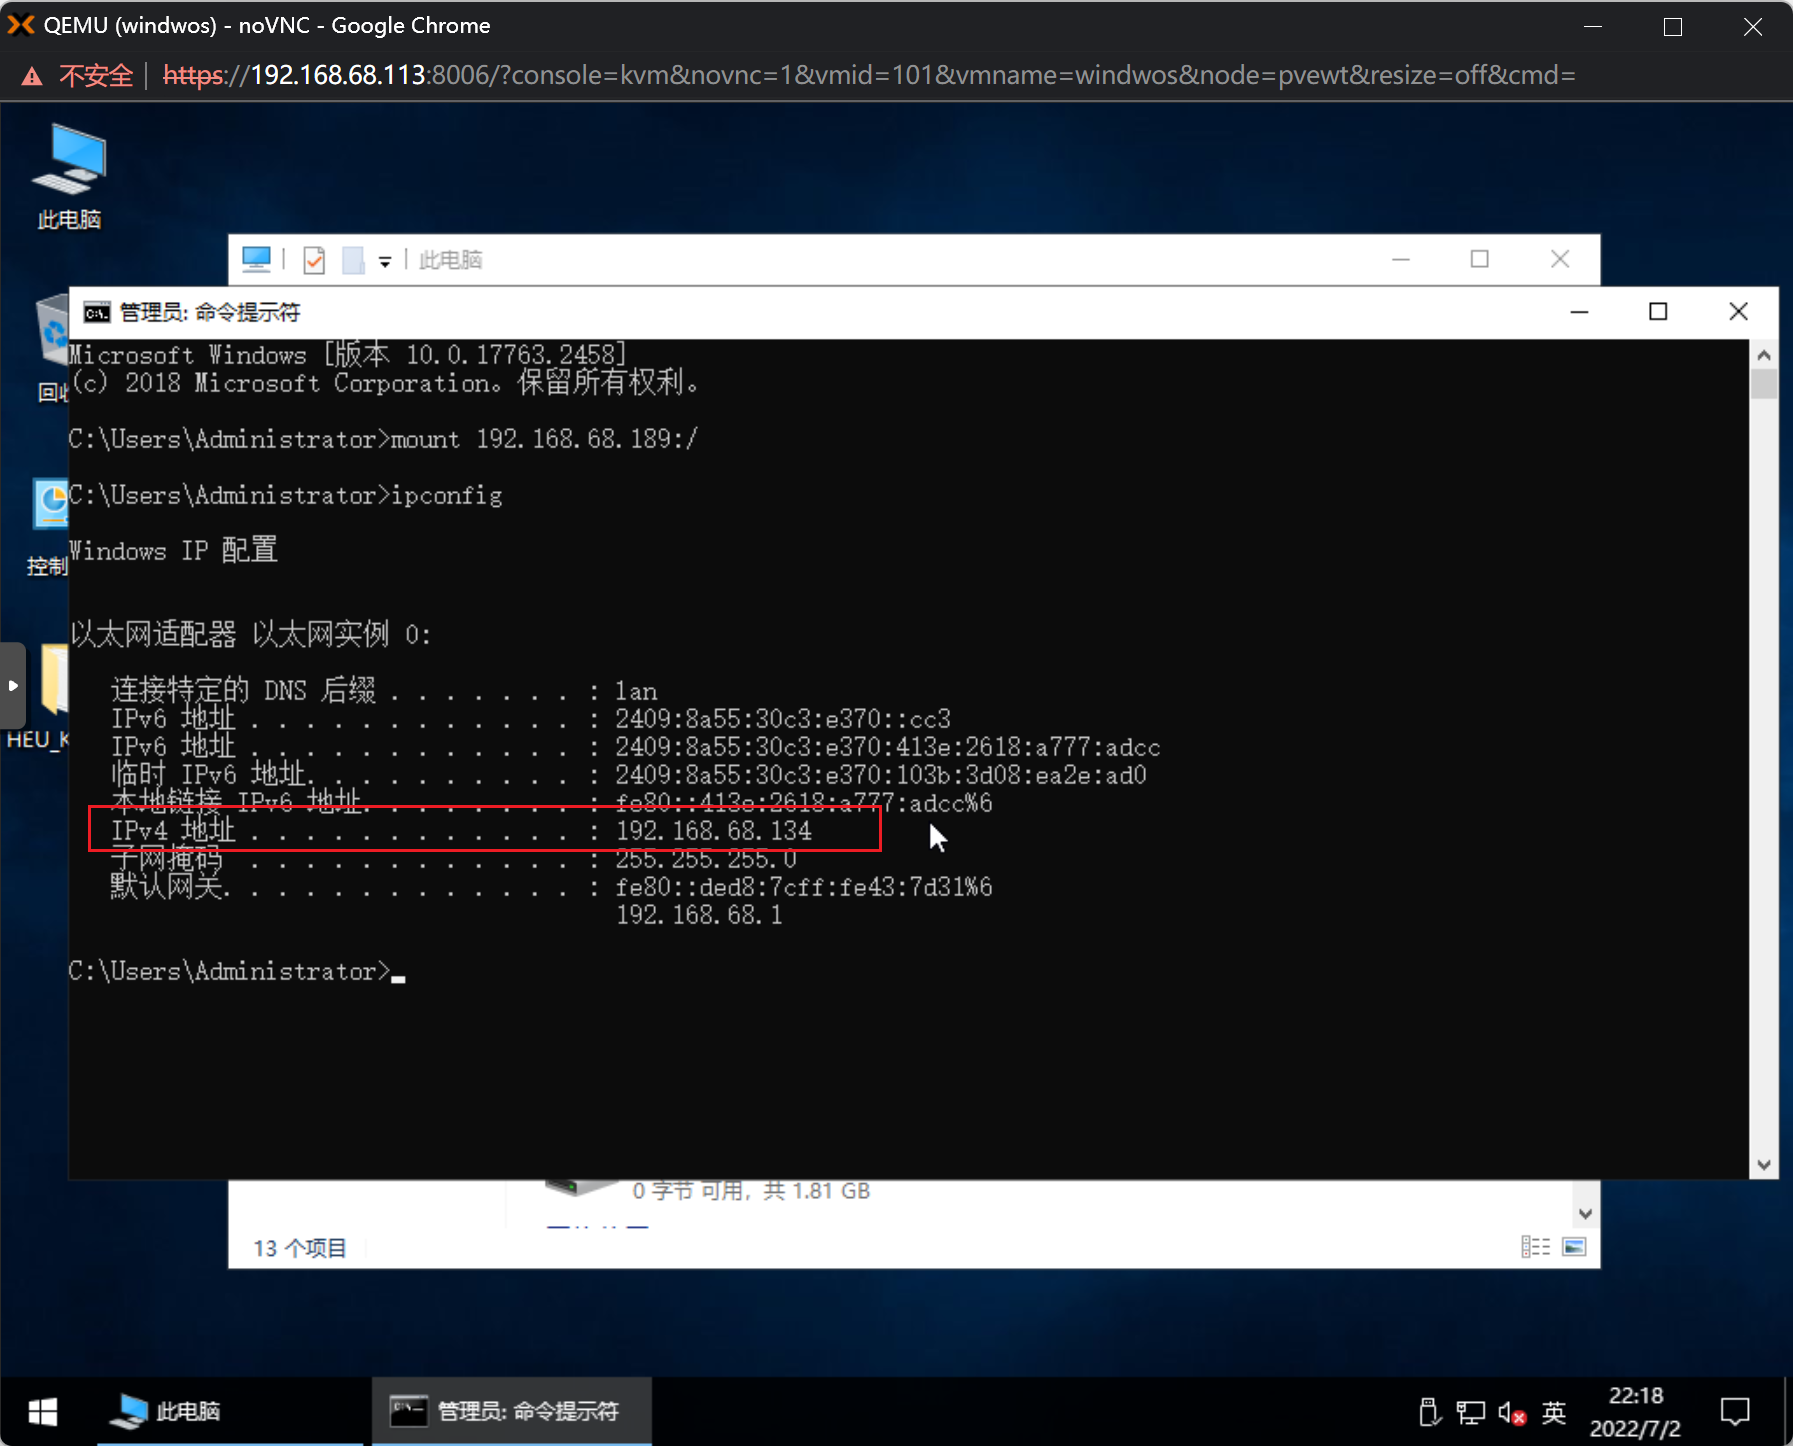 QEMU (windwos) - noVNC - Google Chrome
不安全 | https://192.168.68.113:8006/?console=kvm&novnc=1&vmid=101&vmname=windwos&node=pvewt&resize=off&cmd=
此电脑
此电脑
管理员: 命令提示符
Microsoft Windows [版本 10.0.17763.2458]
(c) 2018 Microsoft Corporation。保留所有权利。
回收
C:\Users\Administrator>mount 192.168.68.189:/
C:\Users\Administrator>ipconfig
Windows IP 配置
控制
以太网适配器 以太网实例 0:
连接特定的 DNS 后缀 . . . . . . . : lan
IPv6 地址 . . . . . . . . . . . . : 2409:8a55:30c3:e370::cc3
IPv6 地址 . . . . . . . . . . . . : 2409:8a55:30c3:e370:413e:2618:a777:adcc
临时 IPv6 地址. . . . . . . . . . : 2409:8a55:30c3:e370:103b:3d08:ea2e:ad0
本地链接 IPv6 地址. . . . . . . . : fe80::413e:2618:a777:adcc%6
IPv4 地址 . . . . . . . . . . . . : 192.168.68.134
子网掩码 . . . . . . . . . . . . : 255.255.255.0
默认网关. . . . . . . . . . . . . : fe80::ded8:7cff:fe43:7d31%6
192.168.68.1
HEU_K
C:\Users\Administrator>
0 字节 可用，共 1.81 GB
13 个项目
此电脑
管理员: 命令提示符
英
22:18
2022/7/2